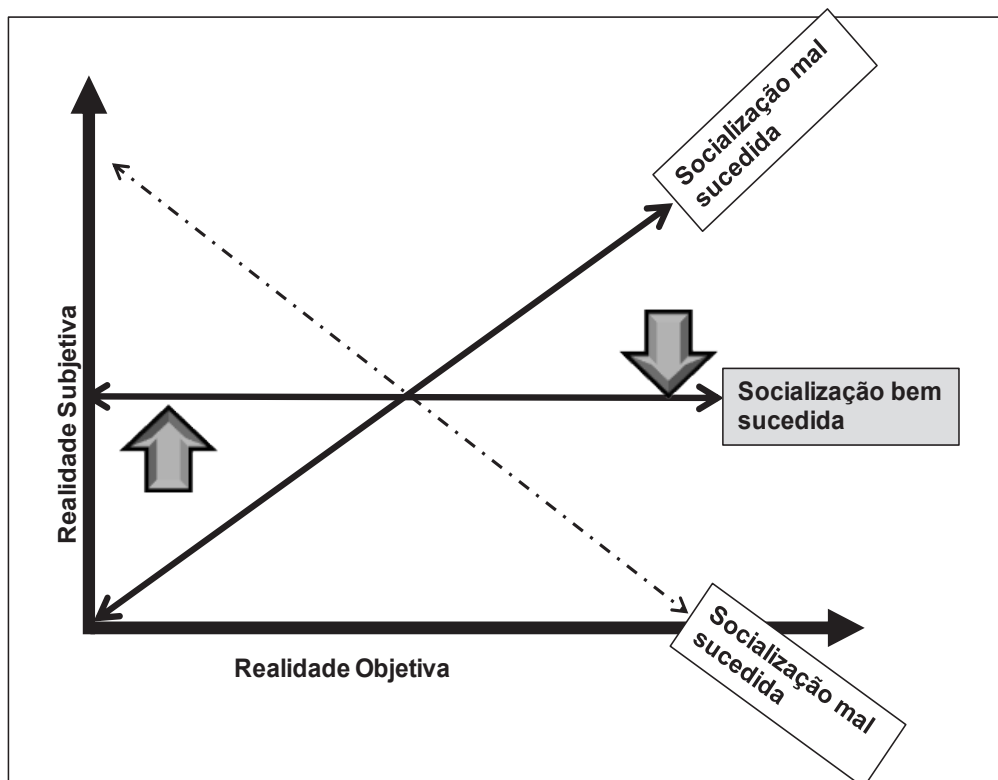 Socialização mal
sucedida
Realidade Subjetiva
Socialização bem
sucedida
Socialização mal
sucedida
Realidade Objetiva